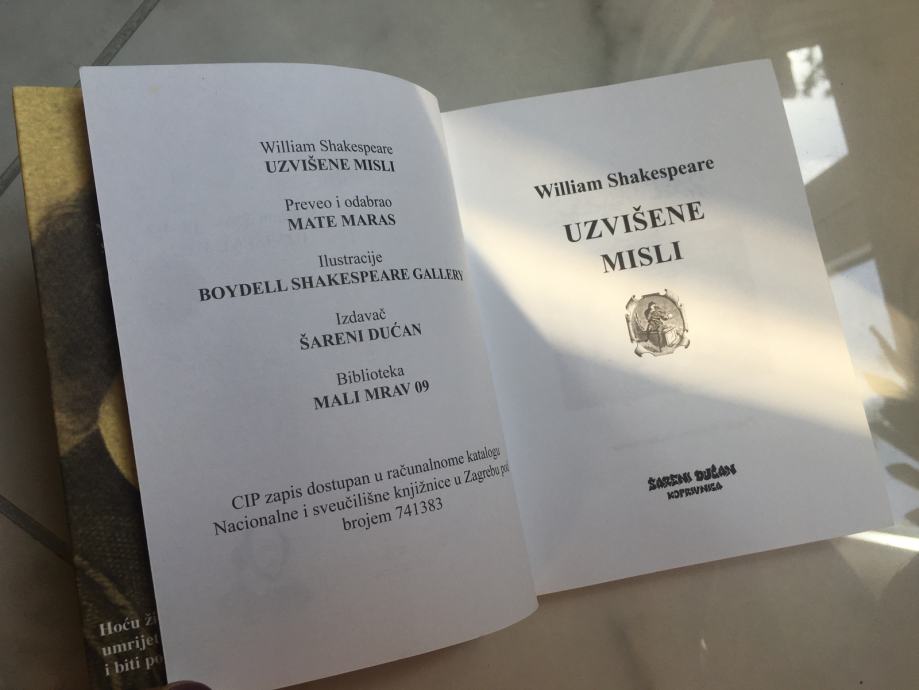 William Shakespeare
UZVIŠENE MISLI
Preveo i odabrao
MATE MARAS
Ilustracije
BOYDELL SHAKESPEARE GALLERY
Izdavač
ŠARENI DUĆAN
Biblioteka
MALI MRAV 09
CIP zapis dostupan u računalnome katalogu
Nacionalne i sveučilišne knjižnice u Zagrebu pod
brojem 741383
Hoću ži
umrijet
i biti po
William Shakespeare
UZVIŠENE
MISLI
ŠARENI DUĆAN
KOPRIVNICA